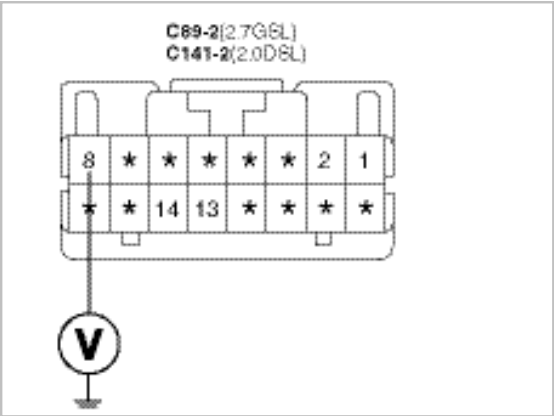 C89-2(2.7GSL)
C141-2(2.0DSL)
8 * * * * * 2 1
* * 14 13 * * * *
V